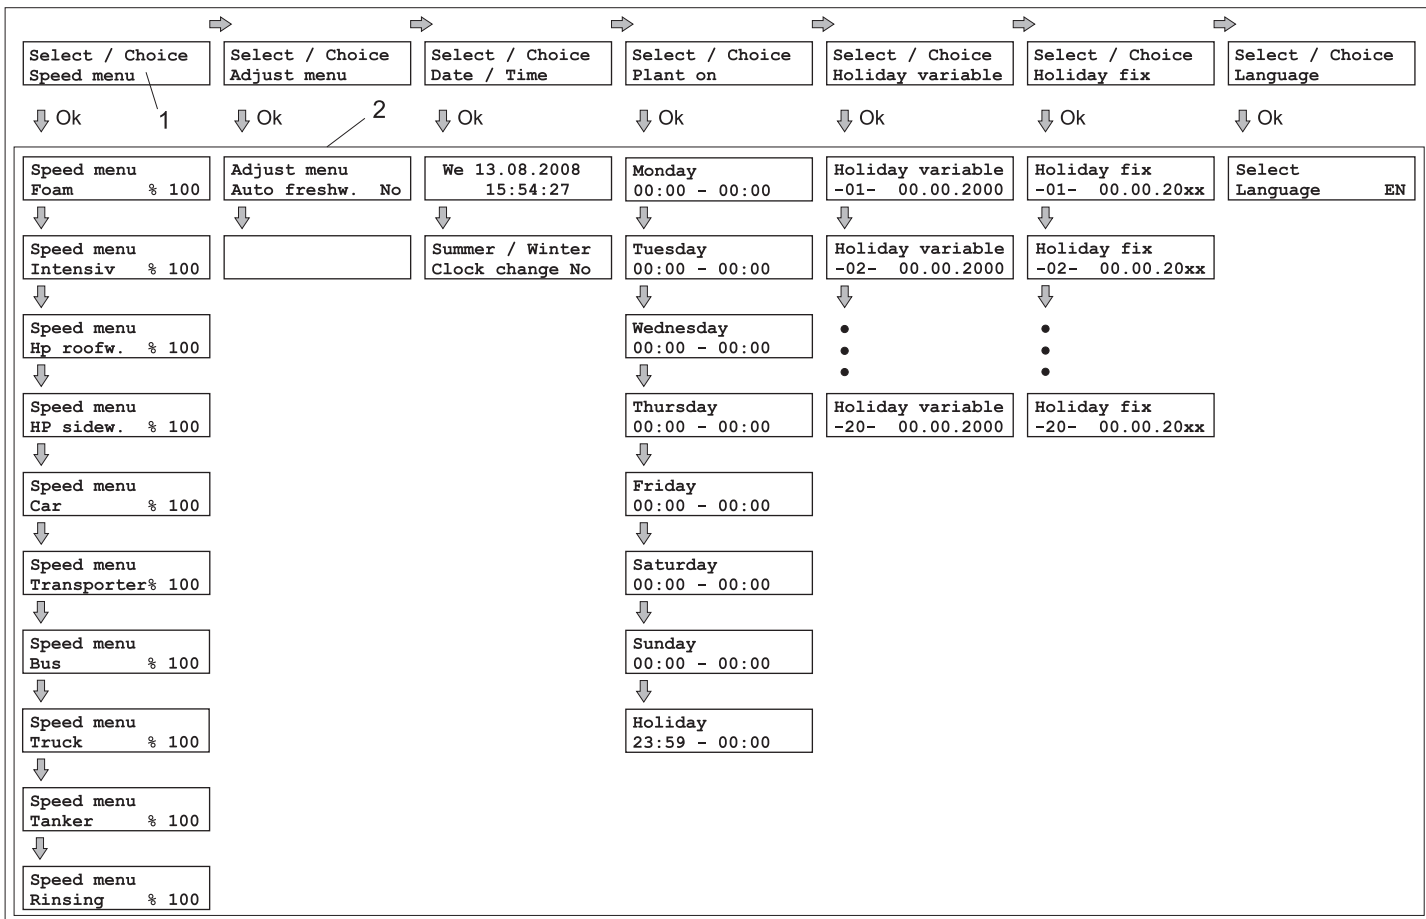 Select / Choice
Speed menu
Select / Choice
Adjust menu
Select / Choice
Date / Time
Select / Choice
Plant on
Select / Choice
Holiday variable
Select / Choice
Holiday fix
Select / Choice
Language
Ok
1
Ok
2
Ok
Ok
Ok
Ok
Ok
Speed menu
Foam % 100
Speed menu
Intensiv % 100
Speed menu
Hp roofw. % 100
Speed menu
HP sidew. % 100
Speed menu
Car % 100
Speed menu
Transporter% 100
Speed menu
Bus % 100
Speed menu
Truck % 100
Speed menu
Tanker % 100
Speed menu
Rinsing % 100
Adjust menu
Auto freshw. No
We 13.08.2008
15:54:27
Summer / Winter
Clock change No
Monday
00:00 - 00:00
Tuesday
00:00 - 00:00
Wednesday
00:00 - 00:00
Thursday
00:00 - 00:00
Friday
00:00 - 00:00
Saturday
00:00 - 00:00
Sunday
00:00 - 00:00
Holiday
23:59 - 00:00
Holiday variable
-01- 00.00.2000
Holiday variable
-02- 00.00.2000
Holiday variable
-20- 00.00.2000
Holiday fix
-01- 00.00.20xx
Holiday fix
-02- 00.00.20xx
Holiday fix
-20- 00.00.20xx
Select
Language EN